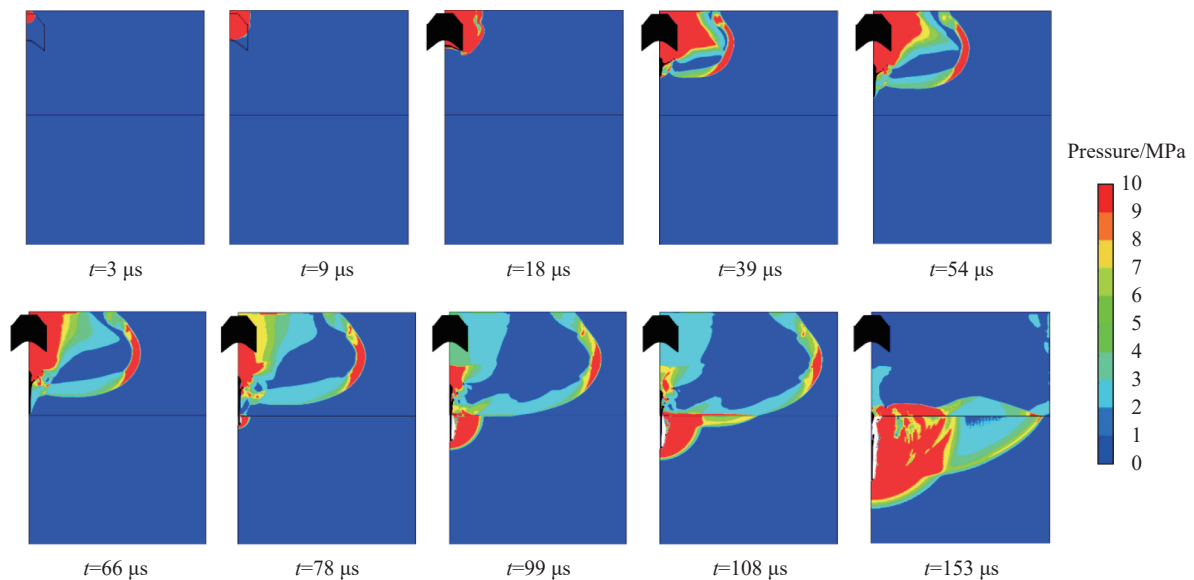 t=3 μs
t=9 μs
t=18 μs
t=39 μs
t=54 μs
Pressure/MPa
10
9
8
7
6
5
4
3
2
1
0
t=66 μs
t=78 μs
t=99 μs
t=108 μs
t=153 μs